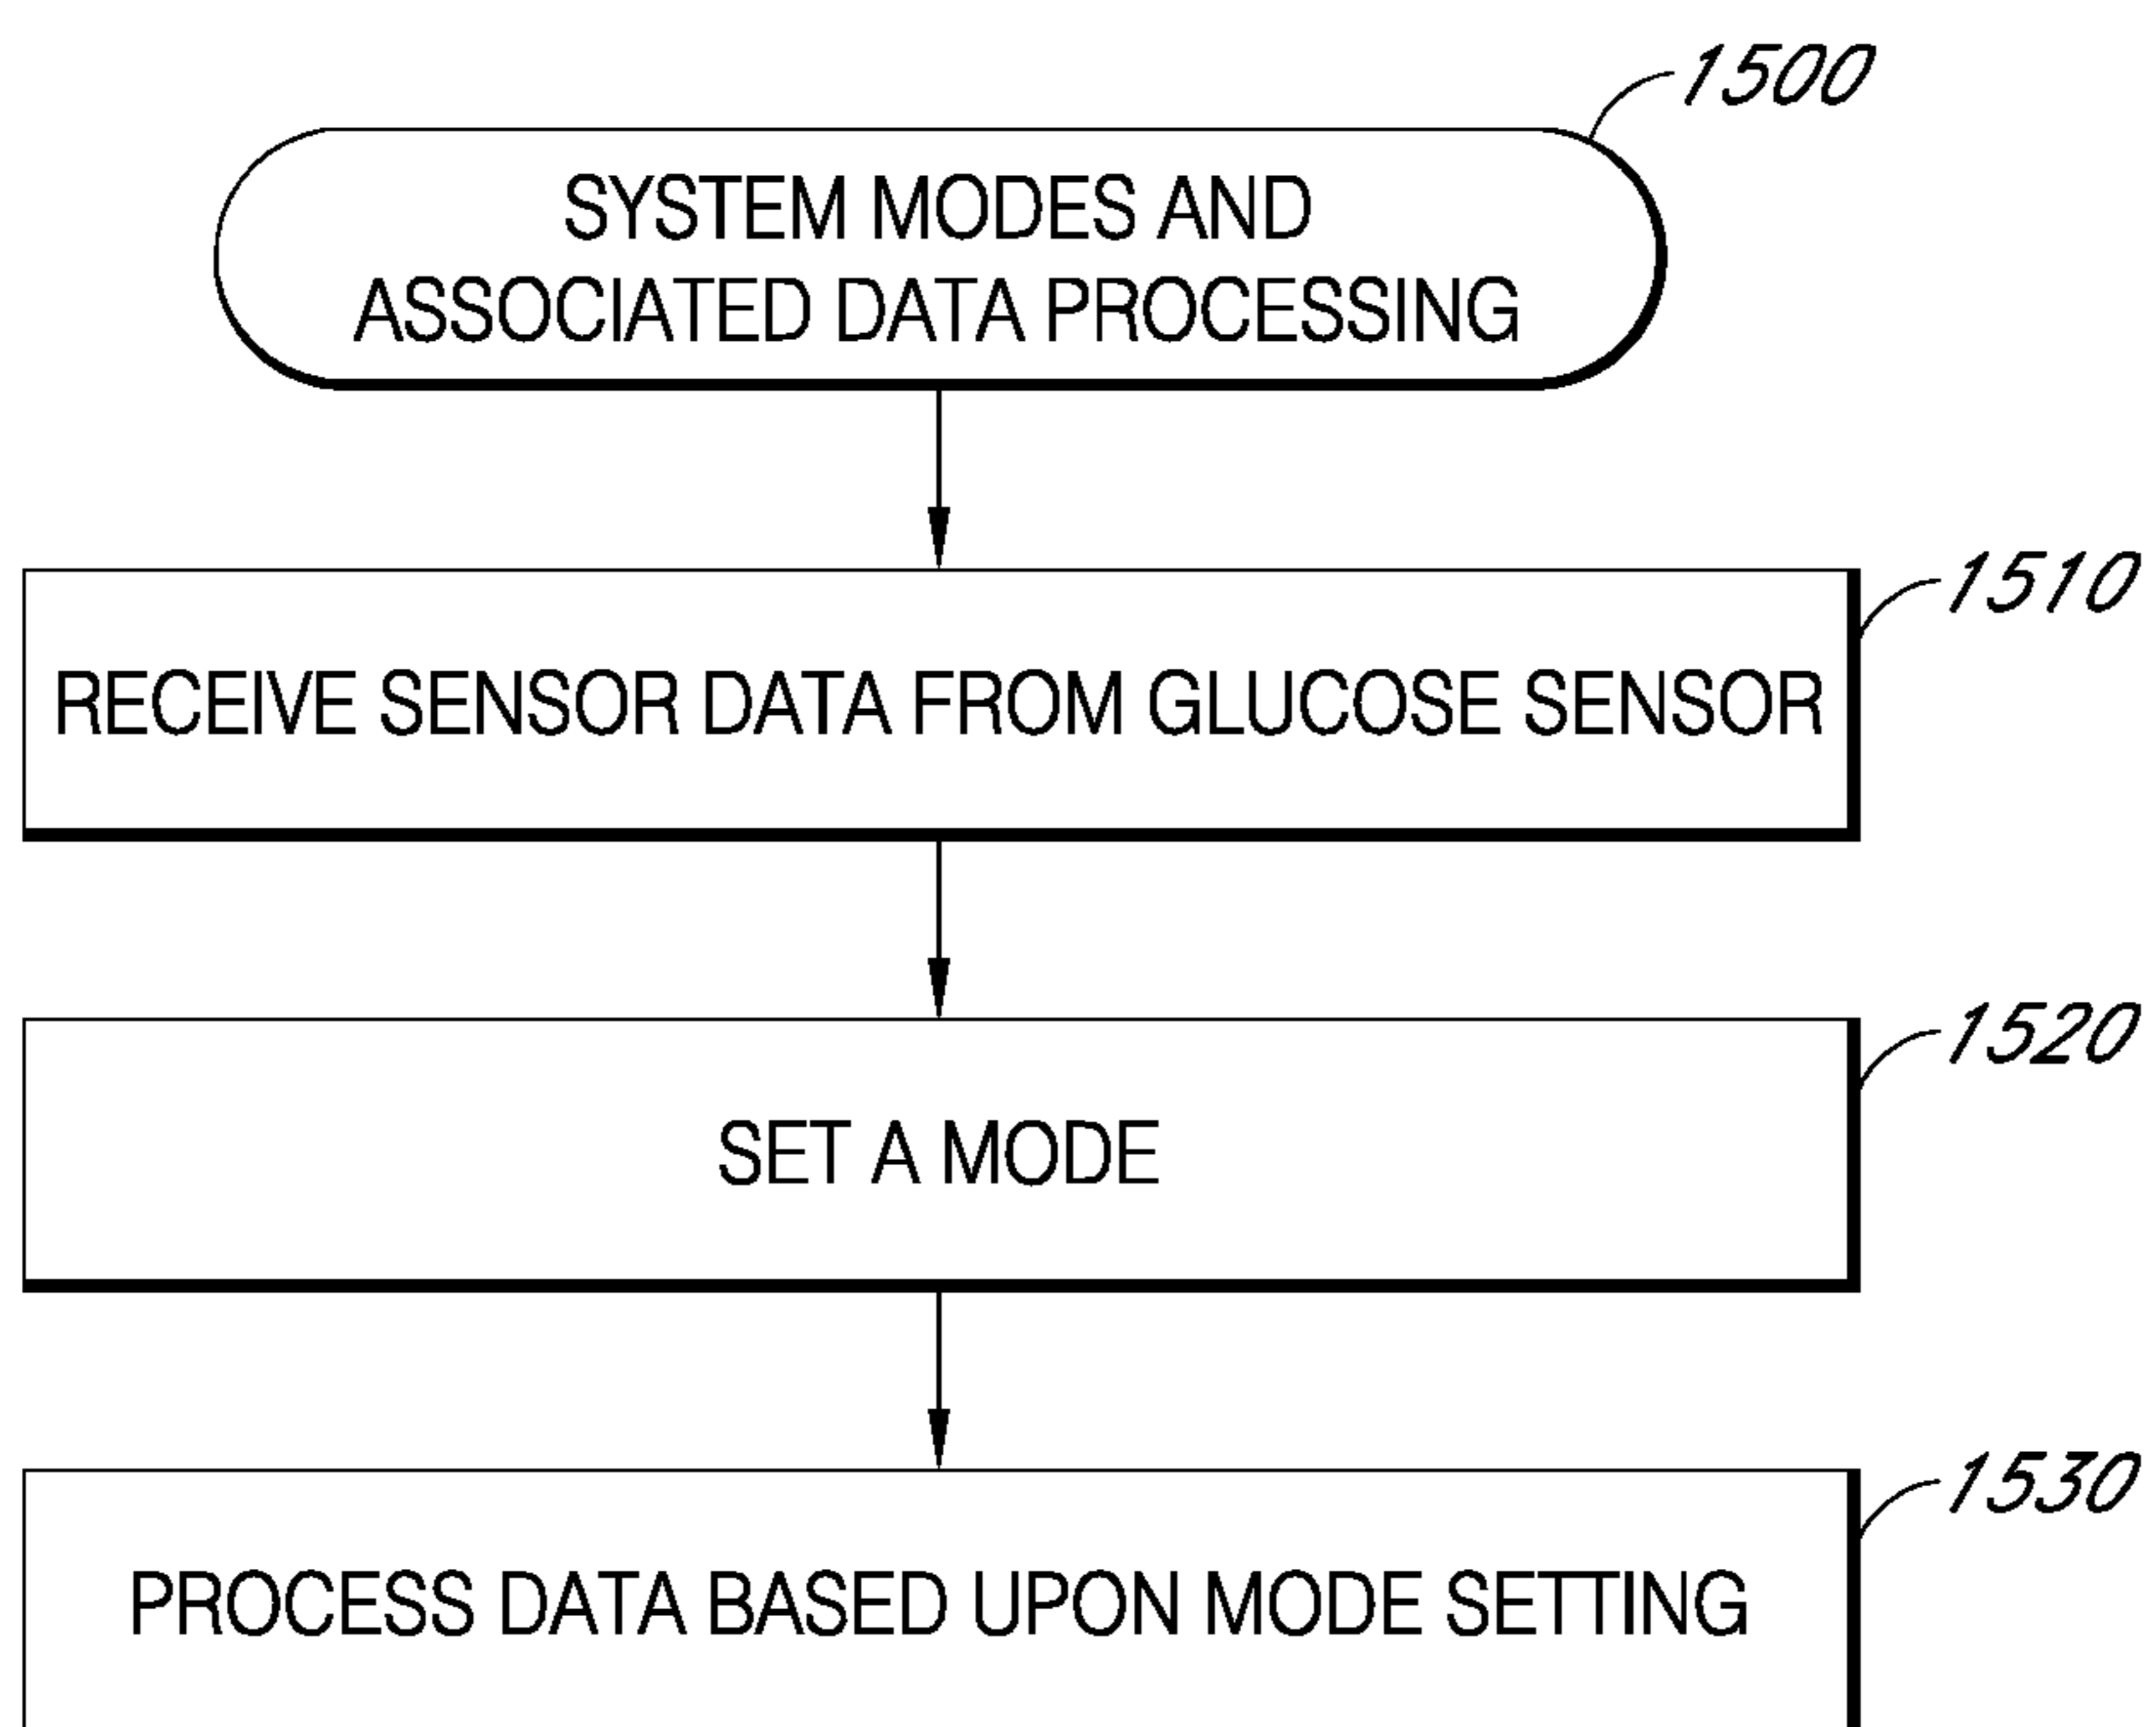 1500
SYSTEM MODES AND
ASSOCIATED DATA PROCESSING
1510
RECEIVE SENSOR DATA FROM GLUCOSE SENSOR
1520
SET A MODE
1530
PROCESS DATA BASED UPON MODE SETTING